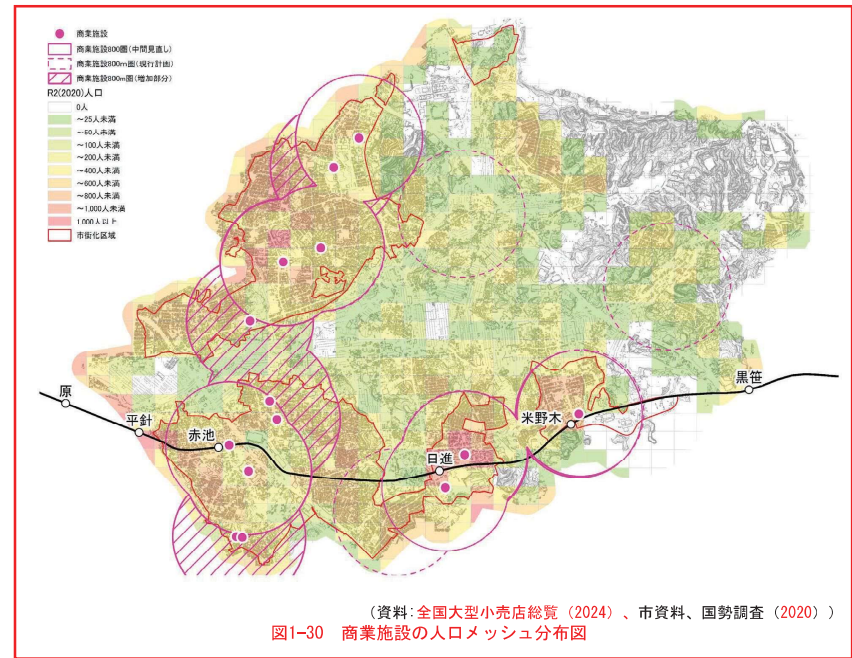 商業施設
商業施設800圏(中間見直し)
商業施設800m圏(現行計画)
商業施設800m圏(増加部分)
R2(2020)人口
0人
~25人未満
~50人未満
~100人未満
~200人未満
~400人未満
~600人未満
~800人未満
~1,000人未満
1,000人以上
市街化区域
原
平針
赤池
日進
米野木
黒笹
(資料:全国大型小売店総覧(2024)、市資料、国勢調査(2020))
図1-30 商業施設の人口メッシュ分布図